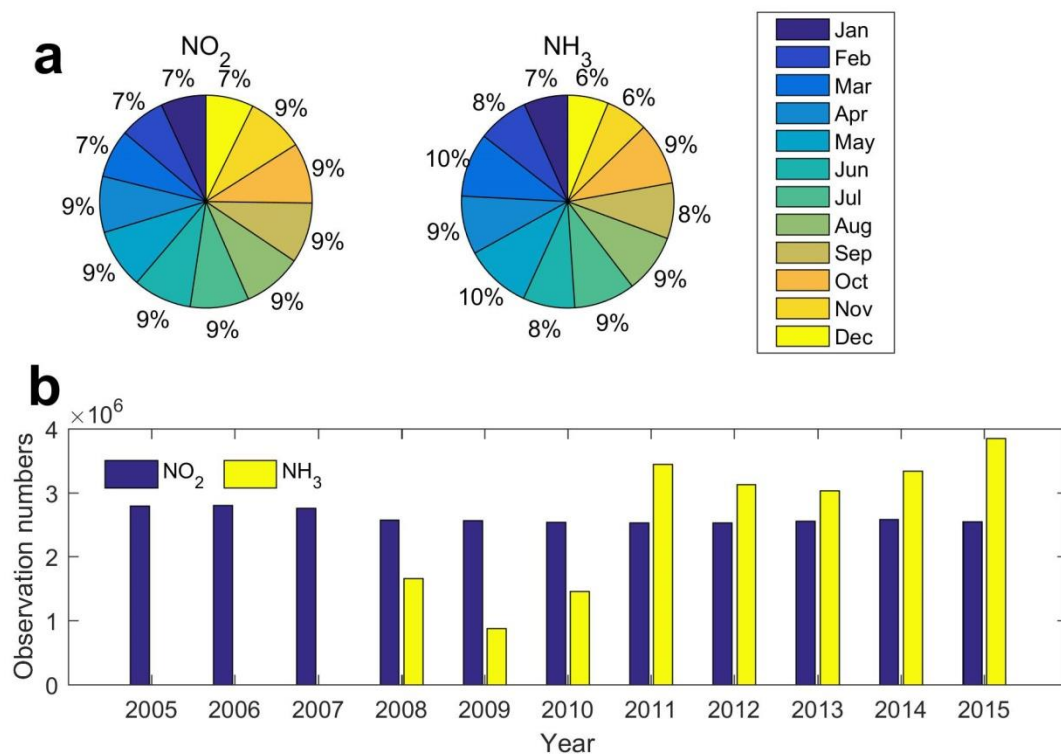 a
NO₂
7% 7%
7% 9%
7% 9%
9% 9%
9% 9%
9% 9%
NH₃
7% 6%
8% 6%
10% 9%
9% 8%
10% 9%
8% 9%
Jan
Feb
Mar
Apr
May
Jun
Jul
Aug
Sep
Oct
Nov
Dec
b
×10⁶
4
3
2
1
0
Observation numbers
NO₂ NH₃
2005 2006 2007 2008 2009 2010 2011 2012 2013 2014 2015
Year